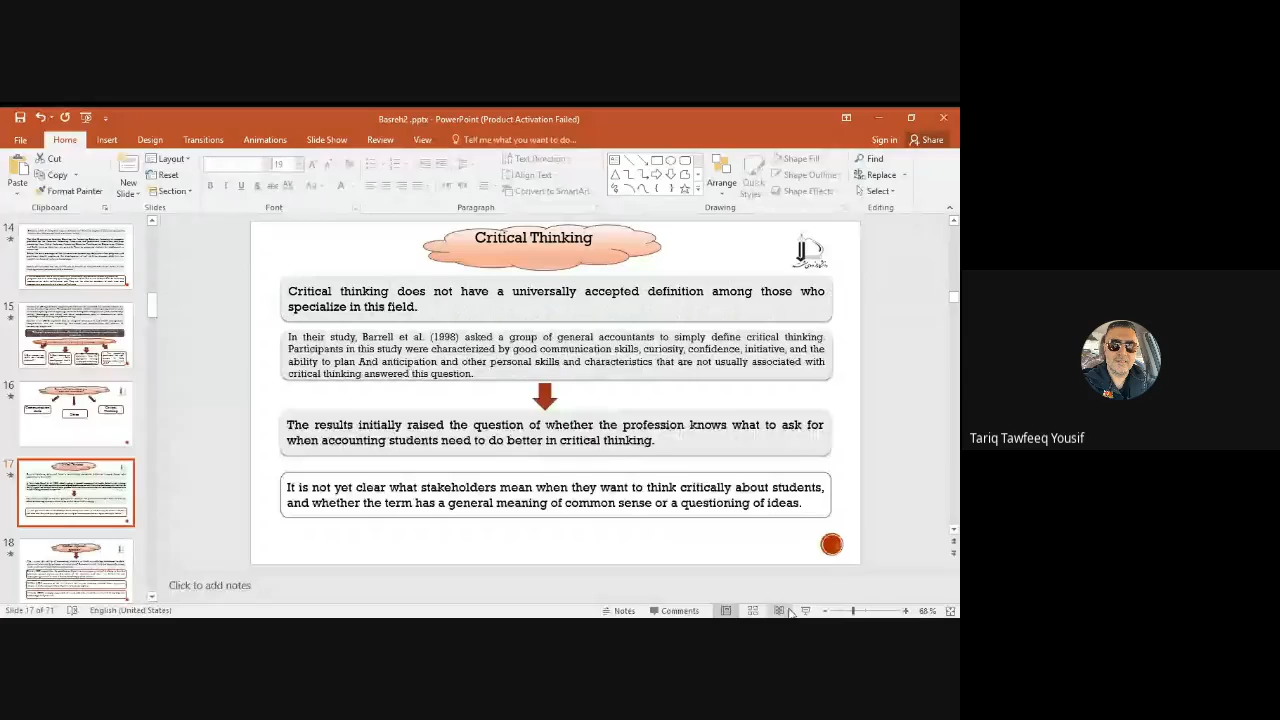 Basreh2 .pptx - PowerPoint (Product Activation Failed)
File Home Insert Design Transitions Animations Slide Show Review View Tell me what you want to do... Sign in Share
Paste Cut Copy Format Painter
Clipboard
New Slide Layout Reset Section
Slides
19
Font
Text Direction Align Text Convert to SmartArt
Paragraph
Arrange Quick Styles Shape Fill Shape Outline Shape Effects
Drawing
Find Replace Select
Editing
14
15
16
17
18
Critical Thinking
Critical thinking does not have a universally accepted definition among those who
specialize in this field.
In their study, Barrell et al. (1998) asked a group of general accountants to simply define critical thinking.
Participants in this study were characterized by good communication skills, curiosity, confidence, initiative, and the
ability to plan And anticipation and other personal skills and characteristics that are not usually associated with
critical thinking answered this question.
The results initially raised the question of whether the profession knows what to ask for
when accounting students need to do better in critical thinking.
It is not yet clear what stakeholders mean when they want to think critically about students,
and whether the term has a general meaning of common sense or a questioning of ideas.
Click to add notes
Slide 17 of 71 English (United States) Notes Comments 68 %
Tariq Tawfeeq Yousif